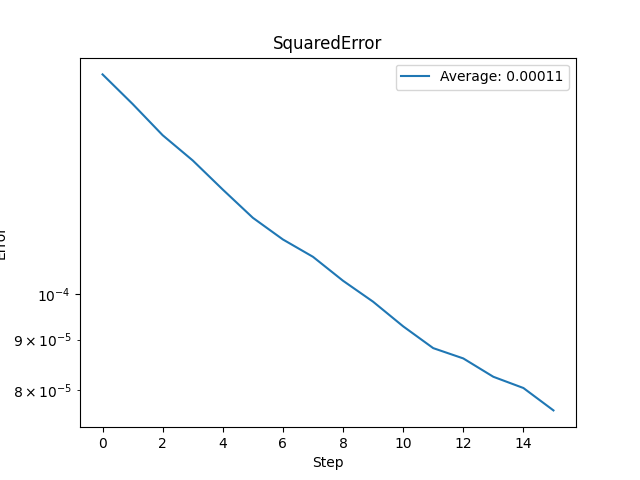 SquaredError
Average: 0.00011
Error
10⁻⁴
9 × 10⁻⁵
8 × 10⁻⁵
0 2 4 6 8 10 12 14
Step